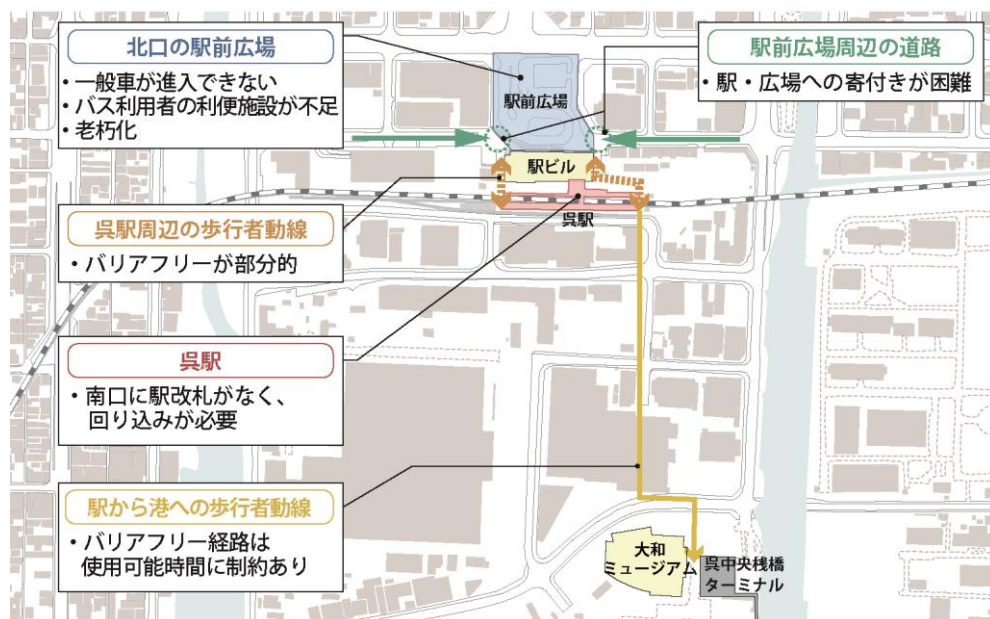 北口の駅前広場
・一般車が進入できない
・バス利用者の利便施設が不足
・老朽化
駅前広場周辺の道路
・駅・広場への寄付きが困難
駅前広場
駅ビル
呉駅
呉駅周辺の歩行者動線
・バリアフリーが部分的
呉駅
・南口に駅改札がなく、
回り込みが必要
駅から港への歩行者動線
・バリアフリー経路は
使用可能時間に制約あり
大和
ミュージアム
呉中央桟橋
ターミナル